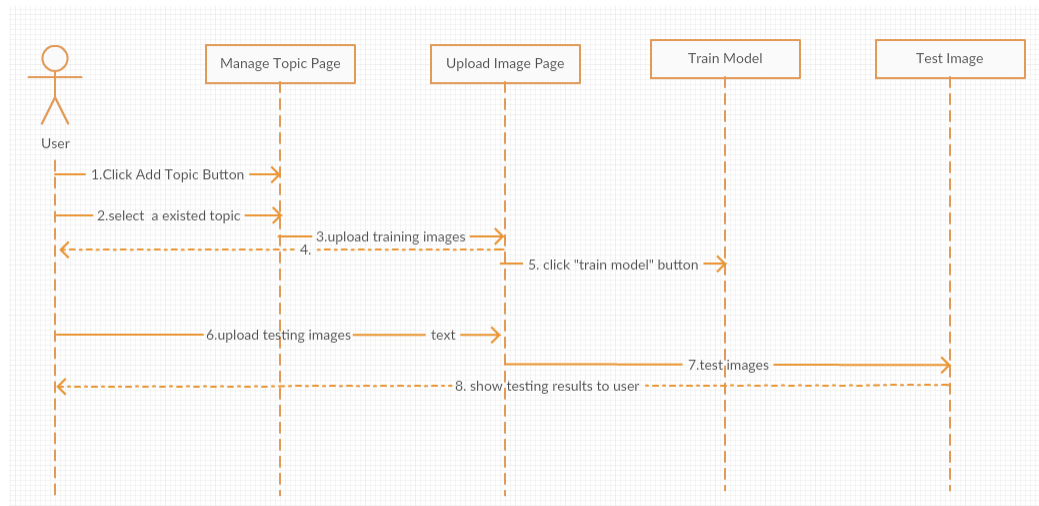 Manage Topic Page
Upload Image Page
Train Model
Test Image
User
1.Click Add Topic Button
2.select  a existed topic
3.upload training images
4.
5. click "train model" button
6.upload testing images
text
7.test images
8. show testing results to user